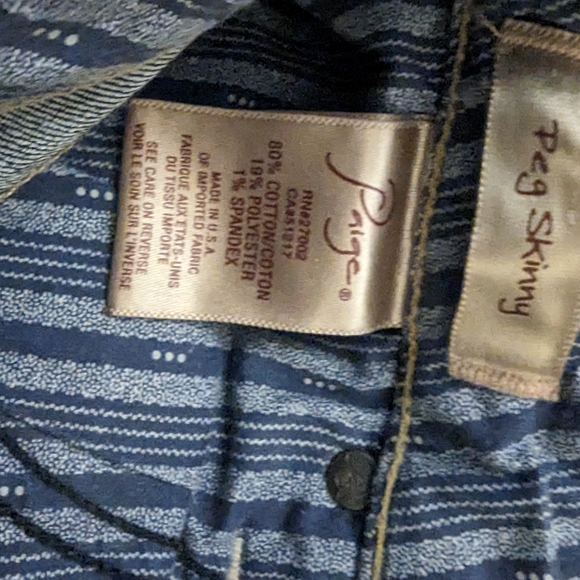 Paige®
RN#27002
CA#51817
80% COTTON/COTON
19% POLYESTER
1% SPANDEX
MADE IN U.S.A.
OF IMPORTED FABRIC
FABRIQUE AUX ETATS-UNIS
DU TISSU IMPORTE
SEE CARE ON REVERSE
VOIR LE SOIN SUR L'INVERSE
Peg Skinny